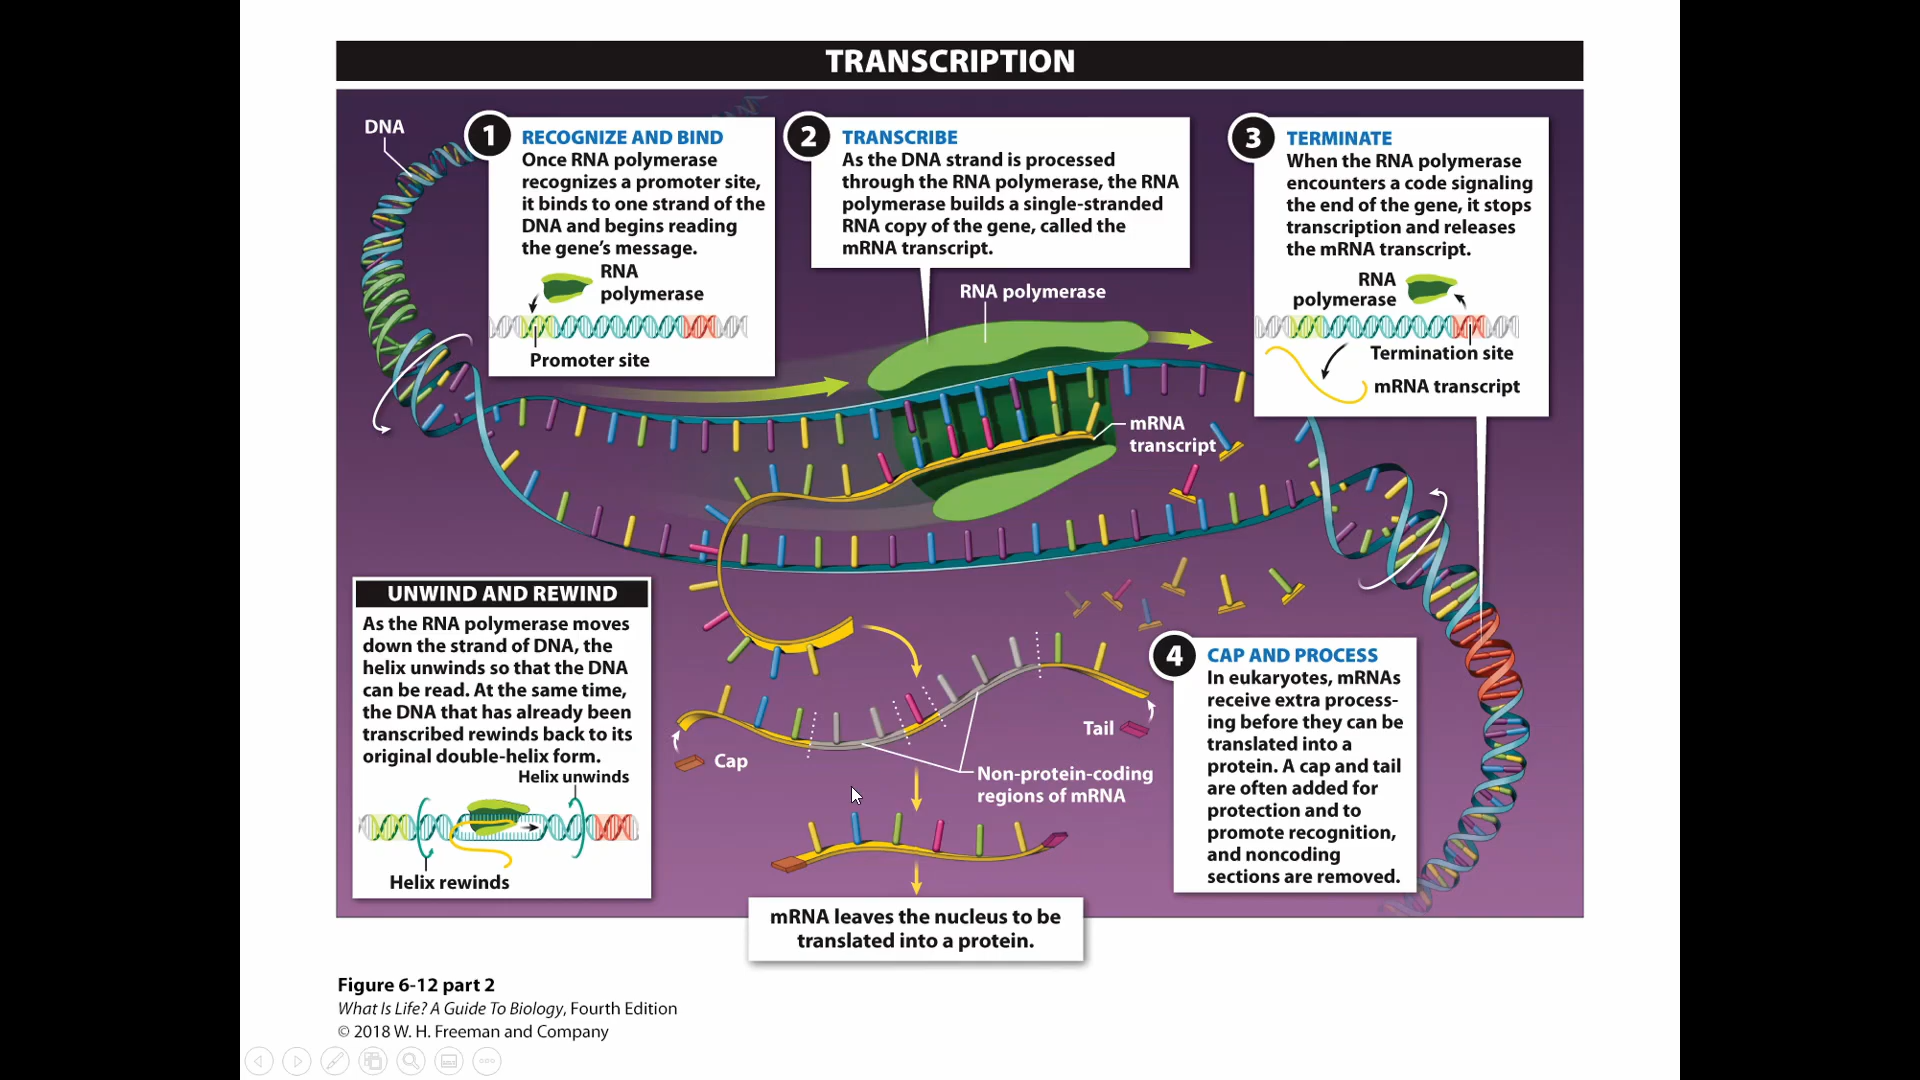 TRANSCRIPTION
DNA
1
RECOGNIZE AND BIND
Once RNA polymerase
recognizes a promoter site,
it binds to one strand of the
DNA and begins reading
the gene's message.
RNA
polymerase
Promoter site
2
TRANSCRIBE
As the DNA strand is processed
through the RNA polymerase, the RNA
polymerase builds a single-stranded
RNA copy of the gene, called the
mRNA transcript.
RNA polymerase
mRNA
transcript
3
TERMINATE
When the RNA polymerase
encounters a code signaling
the end of the gene, it stops
transcription and releases
the mRNA transcript.
RNA
polymerase
Termination site
mRNA transcript
UNWIND AND REWIND
As the RNA polymerase moves
down the strand of DNA, the
helix unwinds so that the DNA
can be read. At the same time,
the DNA that has already been
transcribed rewinds back to its
original double-helix form.
Helix unwinds
Helix rewinds
Cap
Tail
Non-protein-coding
regions of mRNA
4
CAP AND PROCESS
In eukaryotes, mRNAs
receive extra process-
ing before they can be
translated into a
protein. A cap and tail
are often added for
protection and to
promote recognition,
and noncoding
sections are removed.
mRNA leaves the nucleus to be
translated into a protein.
Figure 6-12 part 2
What Is Life? A Guide To Biology, Fourth Edition
© 2018 W. H. Freeman and Company